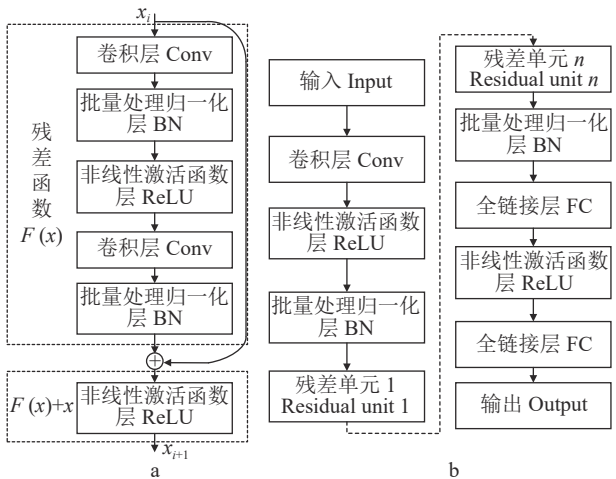 x_i
卷积层 Conv
批量处理归一化
层 BN
非线性激活函数
层 ReLU
卷积层 Conv
批量处理归一化
层 BN
残
差
函
数
F (x)
+
F (x)+x
非线性激活函数
层 ReLU
x_{i+1}
a
输入 Input
卷积层 Conv
非线性激活函数
层 ReLU
批量处理归一化
层 BN
残差单元 1
Residual unit 1
残差单元 n
Residual unit n
批量处理归一化
层 BN
全链接层 FC
非线性激活函数
层 ReLU
全链接层 FC
输出 Output
b